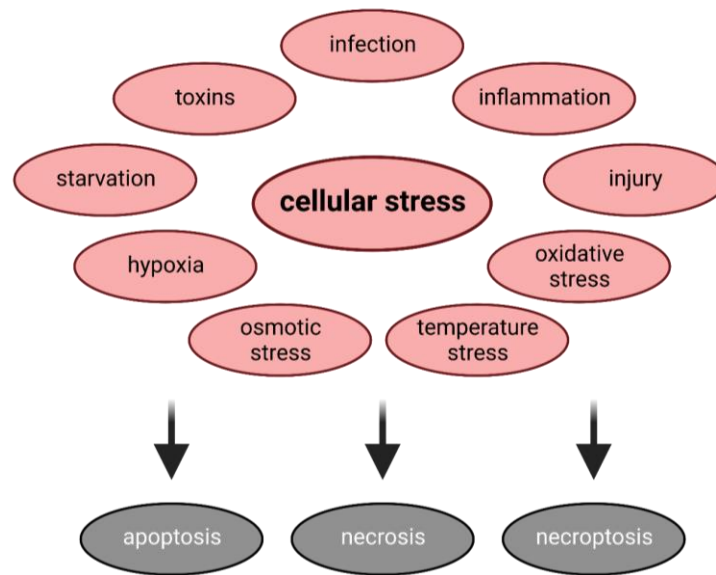 infection
toxins
inflammation
starvation
cellular stress
injury
hypoxia
oxidative
stress
osmotic
stress
temperature
stress
apoptosis
necrosis
necroptosis